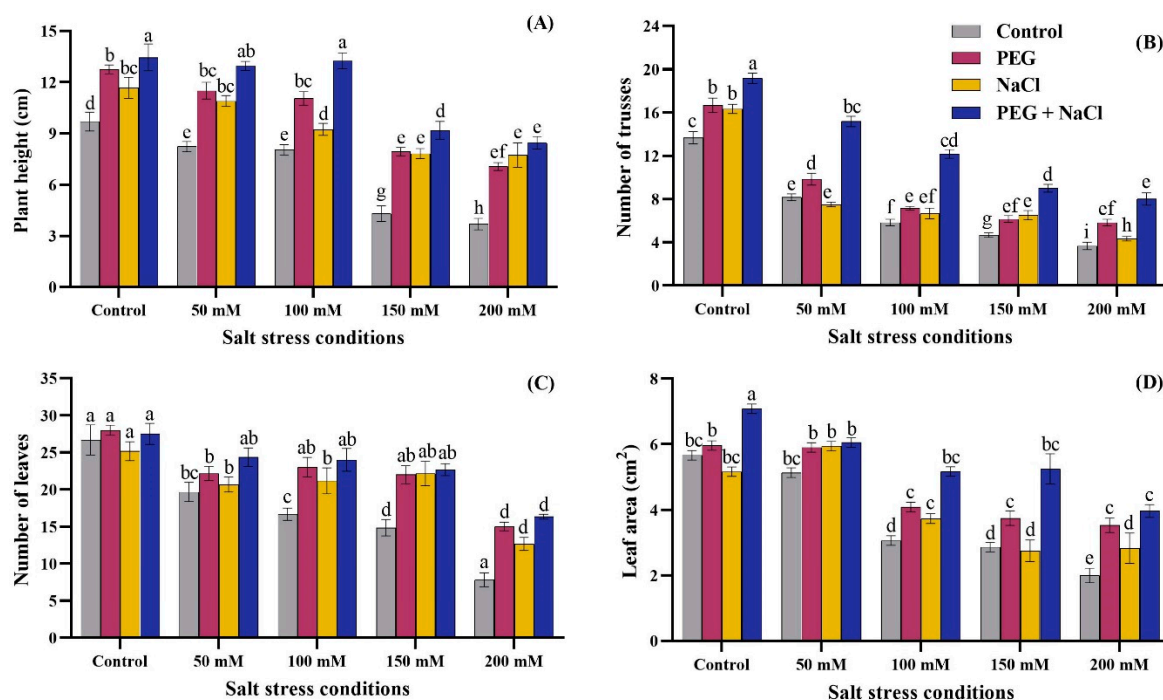 (A)
Plant height (cm)
15
12
9
6
3
0
d b c a
e bc bc ab
e bc d a
g e e d
h ef e e
Control 50 mM 100 mM 150 mM 200 mM
Salt stress conditions
(B)
Control
PEG
NaCl
PEG + NaCl
Number of trusses
24
20
16
12
8
4
0
c b b a
e d e bc
f e ef cd
g ef e d
i ef h e
Control 50 mM 100 mM 150 mM 200 mM
Salt stress conditions
(C)
Number of leaves
35
30
25
20
15
10
5
0
a a a a
bc b b ab
c ab b ab
d ab ab ab
a d d d
Control 50 mM 100 mM 150 mM 200 mM
Salt stress conditions
(D)
Leaf area (cm²)
8
6
4
2
0
bc b bc a
bc b b b
d c c bc
d c d bc
e c d c
Control 50 mM 100 mM 150 mM 200 mM
Salt stress conditions